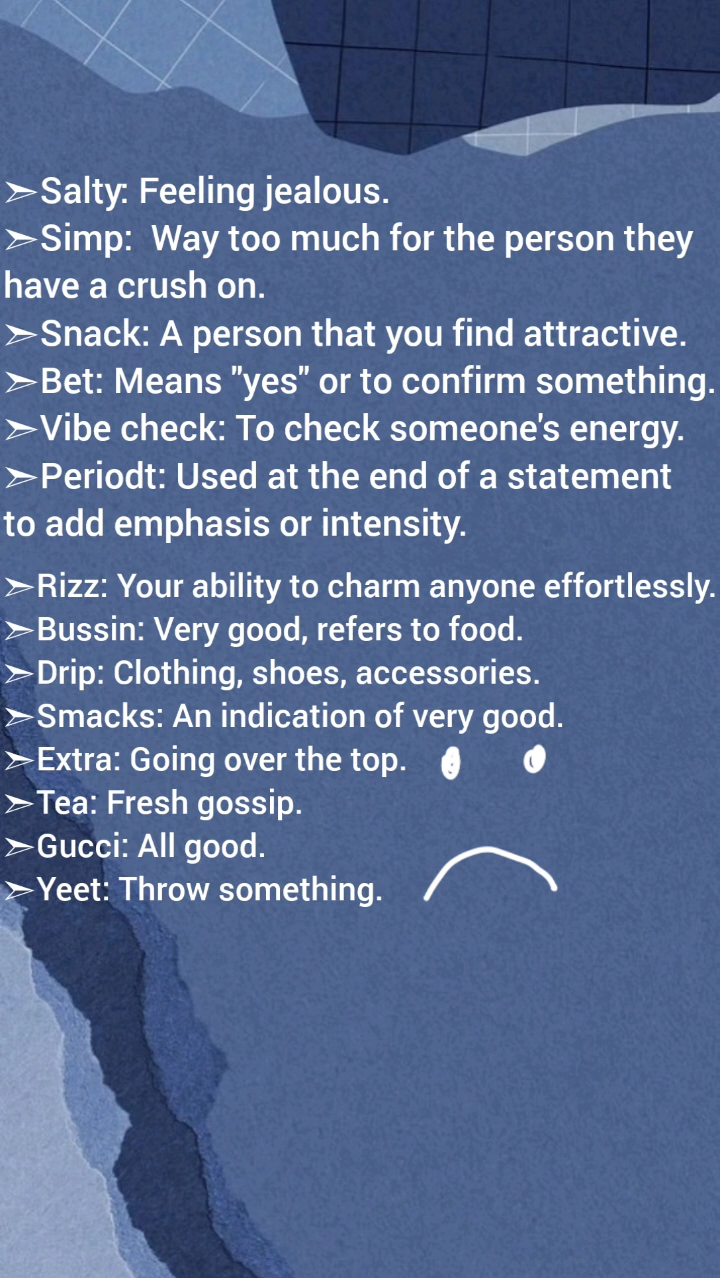 ➣Salty: Feeling jealous.
➣Simp:  Way too much for the person they
have a crush on.
➣Snack: A person that you find attractive.
➣Bet: Means "yes" or to confirm something.
➣Vibe check: To check someone's energy.
➣Periodt: Used at the end of a statement
to add emphasis or intensity.
➣Rizz: Your ability to charm anyone effortlessly.
➣Bussin: Very good, refers to food.
➣Drip: Clothing, shoes, accessories.
➣Smacks: An indication of very good.
➣Extra: Going over the top.
➣Tea: Fresh gossip.
➣Gucci: All good.
➣Yeet: Throw something.